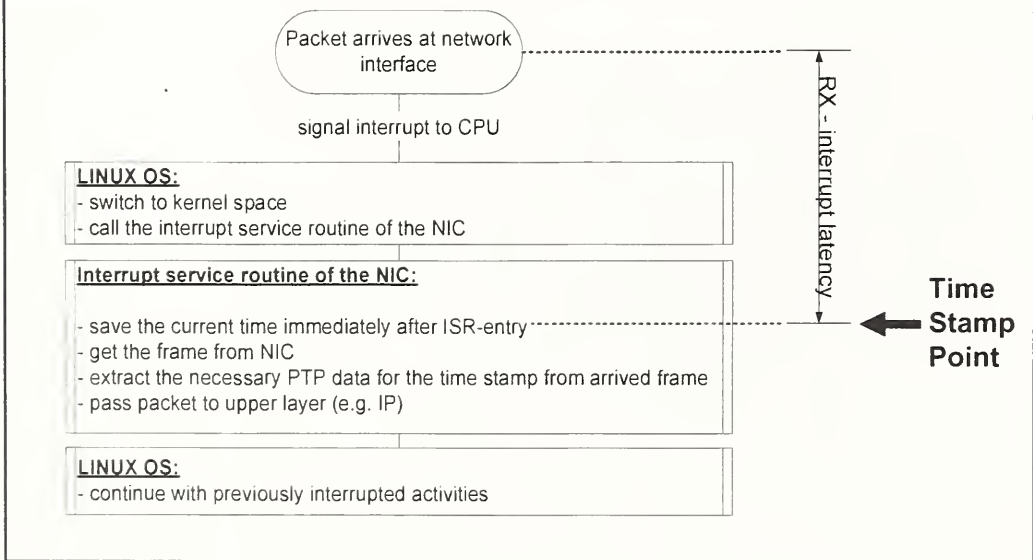 Packet arrives at network
interface
signal interrupt to CPU
RX - interrupt latency
LINUX OS:
- switch to kernel space
- call the interrupt service routine of the NIC
Interrupt service routine of the NIC:
- save the current time immediately after ISR-entry
- get the frame from NIC
- extract the necessary PTP data for the time stamp from arrived frame
- pass packet to upper layer (e.g. IP)
Time
Stamp
Point
LINUX OS:
- continue with previously interrupted activities